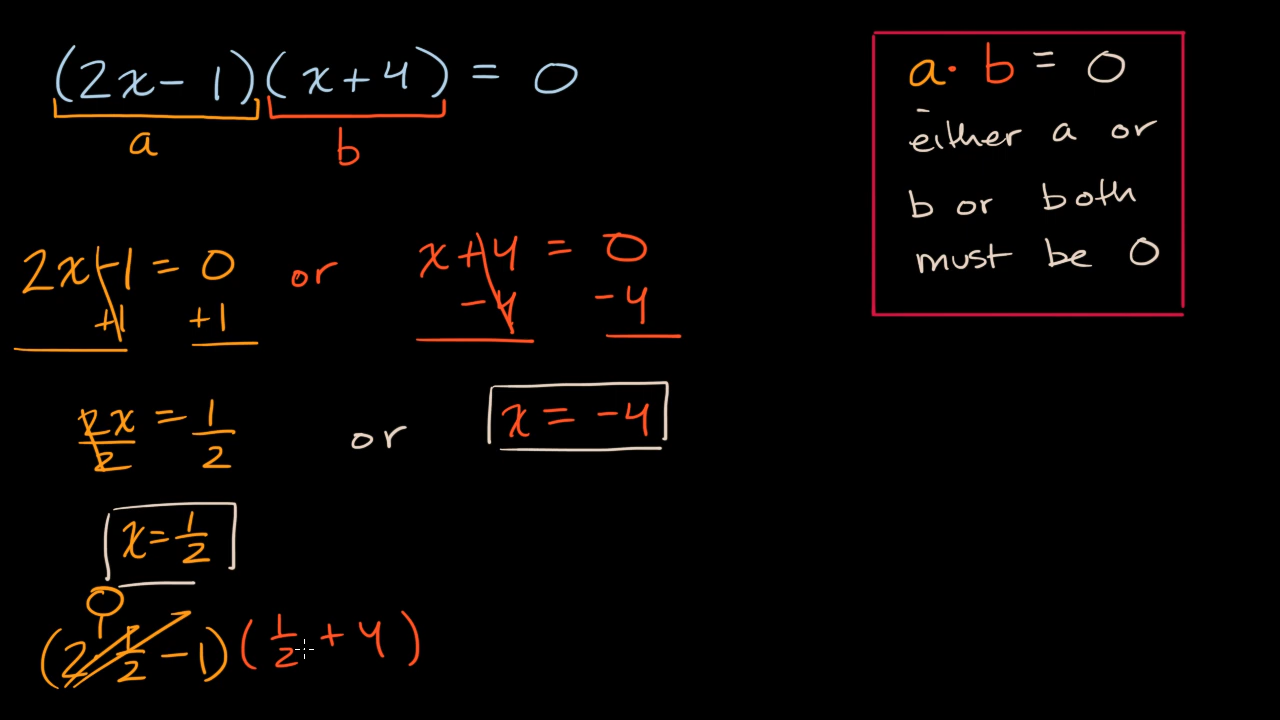 (2x - 1)(x + 4) = 0
a b
2x - 1 = 0 or x + 4 = 0
+1 +1 - 4 - 4
2x/2 = 1/2 or x = -4
x = 1/2
0
(2 · 1/2 - 1)(1/2 + 4)
a · b = 0
either a or
b or both
must be 0